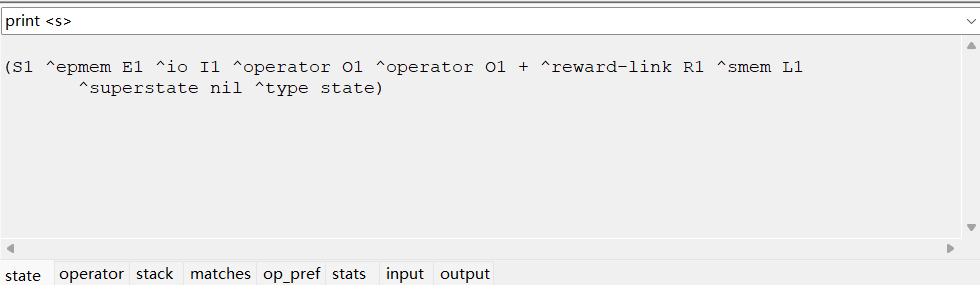 print <s>
(S1 ^epmem E1 ^io I1 ^operator O1 ^operator O1 + ^reward-link R1 ^smem L1
^superstate nil ^type state)
state operator stack matches op_pref stats input output